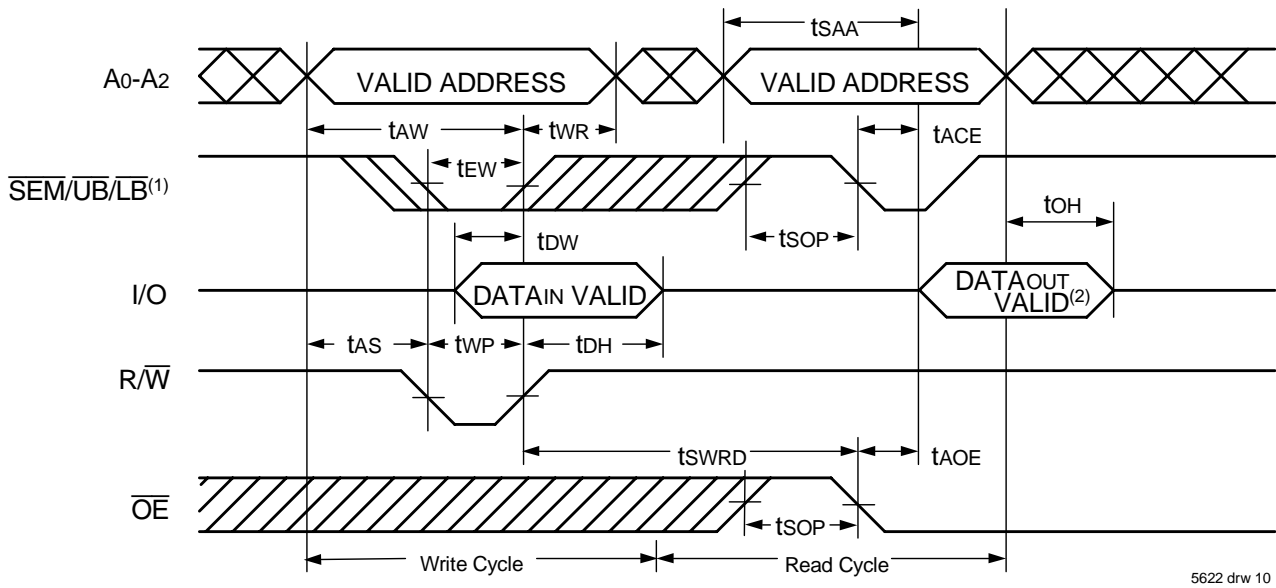 tSAA
A0-A2
VALID ADDRESS
VALID ADDRESS
tAW
tWR
tACE
tEW
SEM/UB/LB(1)
tOH
tDW
tSOP
I/O
DATAIN VALID
DATAOUT
VALID(2)
tAS
tWP
tDH
R/W
tSWRD
tAOE
OE
tSOP
Write Cycle
Read Cycle
5622 drw 10